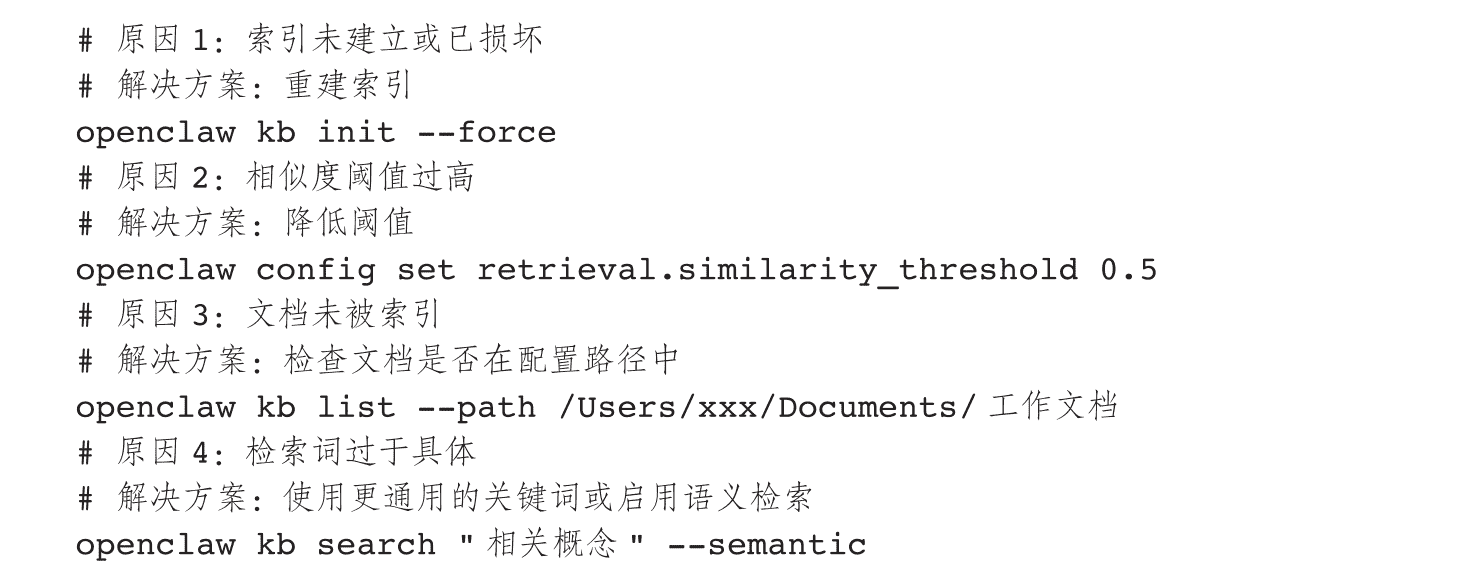 # 原因 1：索引未建立或已损坏
# 解决方案：重建索引
openclaw kb init --force
# 原因 2：相似度阈值过高
# 解决方案：降低阈值
openclaw config set retrieval.similarity_threshold 0.5
# 原因 3：文档未被索引
# 解决方案：检查文档是否在配置路径中
openclaw kb list --path /Users/xxx/Documents/工作文档
# 原因 4：检索词过于具体
# 解决方案：使用更通用的关键词或启用语义检索
openclaw kb search "相关概念" --semantic